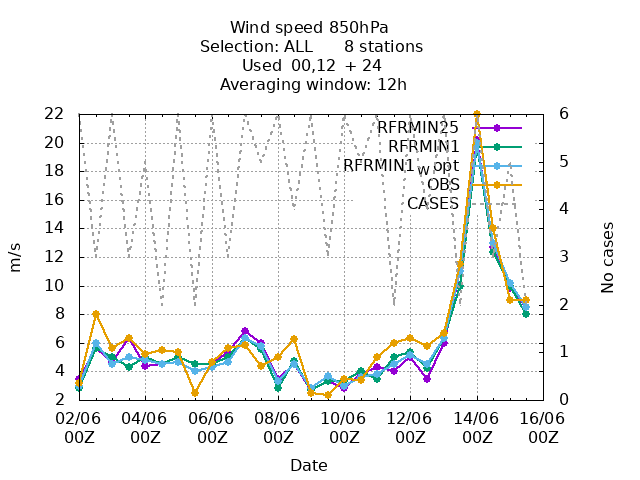 Wind speed 850hPa
Selection: ALL 8 stations
Used 00,12 + 24
Averaging window: 12h
22 6
RFRMIN25
20
RFRMIN1
5
18
RFRMIN1_w_opt
OBS
16
CASES
4
14
m/s
12 3
No cases
10
8 2
6
1
4
2 0
02/06 04/06 06/06 08/06 10/06 12/06 14/06 16/06
00Z 00Z 00Z 00Z 00Z 00Z 00Z 00Z
Date